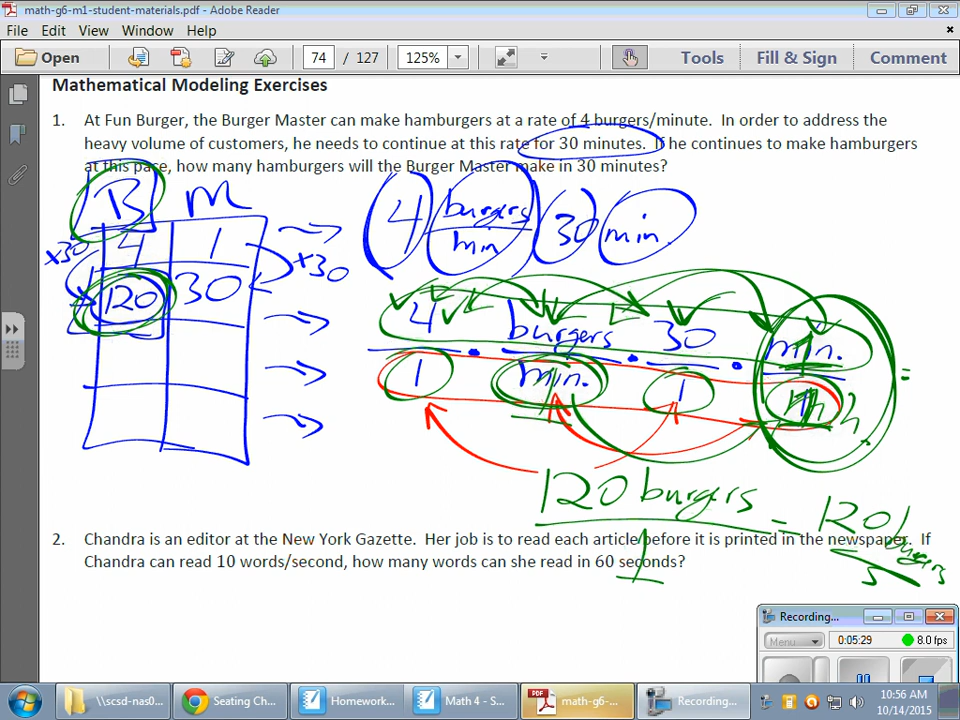 math-g6-m1-student-materials.pdf - Adobe Reader
File Edit View Window Help
Open 74 / 127 125% Tools Fill & Sign Comment
Mathematical Modeling Exercises
1. At Fun Burger, the Burger Master can make hamburgers at a rate of 4 burgers/minute. In order to address the
heavy volume of customers, he needs to continue at this rate for 30 minutes. If he continues to make hamburgers
at this pace, how many hamburgers will the Burger Master make in 30 minutes?
B M
4 1
×30 ×30
120 30
4 burgers 30 min.
min
4 . burgers . 30 . min. =
1 min. 1
120 burgers = 120 burgers
1
2. Chandra is an editor at the New York Gazette. Her job is to read each article before it is printed in the newspaper. If
Chandra can read 10 words/second, how many words can she read in 60 seconds?
Recording...
Menu 0:05:29 8.0 fps
\\sccd-nas0... Seating Ch... Homework... Math 4 - S... math-g6-... Recording... 10:56 AM
10/14/2015